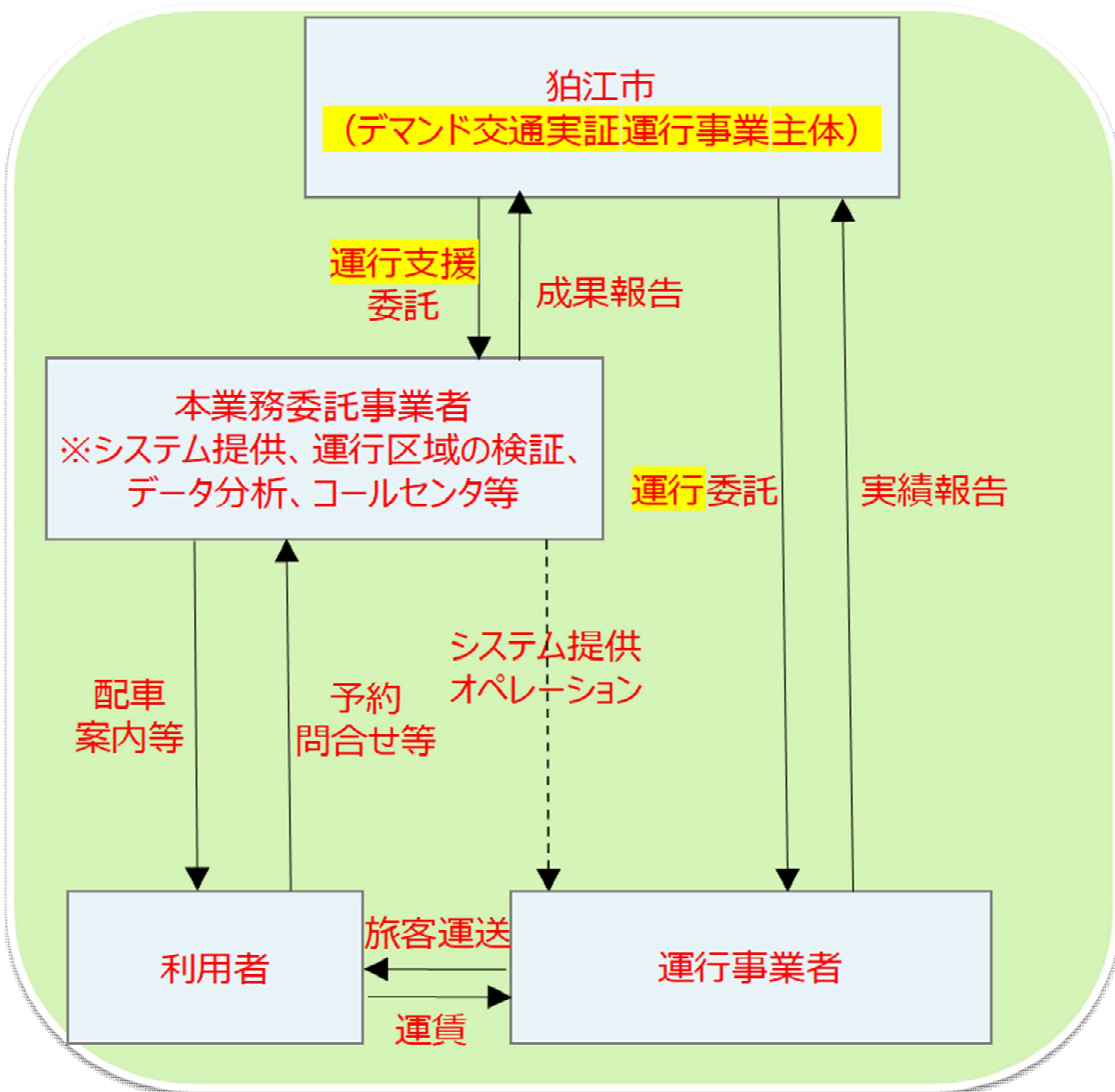 狛江市
（デマンド交通実証運行事業主体）
運行支援
委託
成果報告
本業務委託事業者
※システム提供、運行区域の検証、
データ分析、コールセンタ等
運行委託
実績報告
システム提供
オペレーション
配車
案内等
予約
問合せ等
利用者
旅客運送
運賃
運行事業者